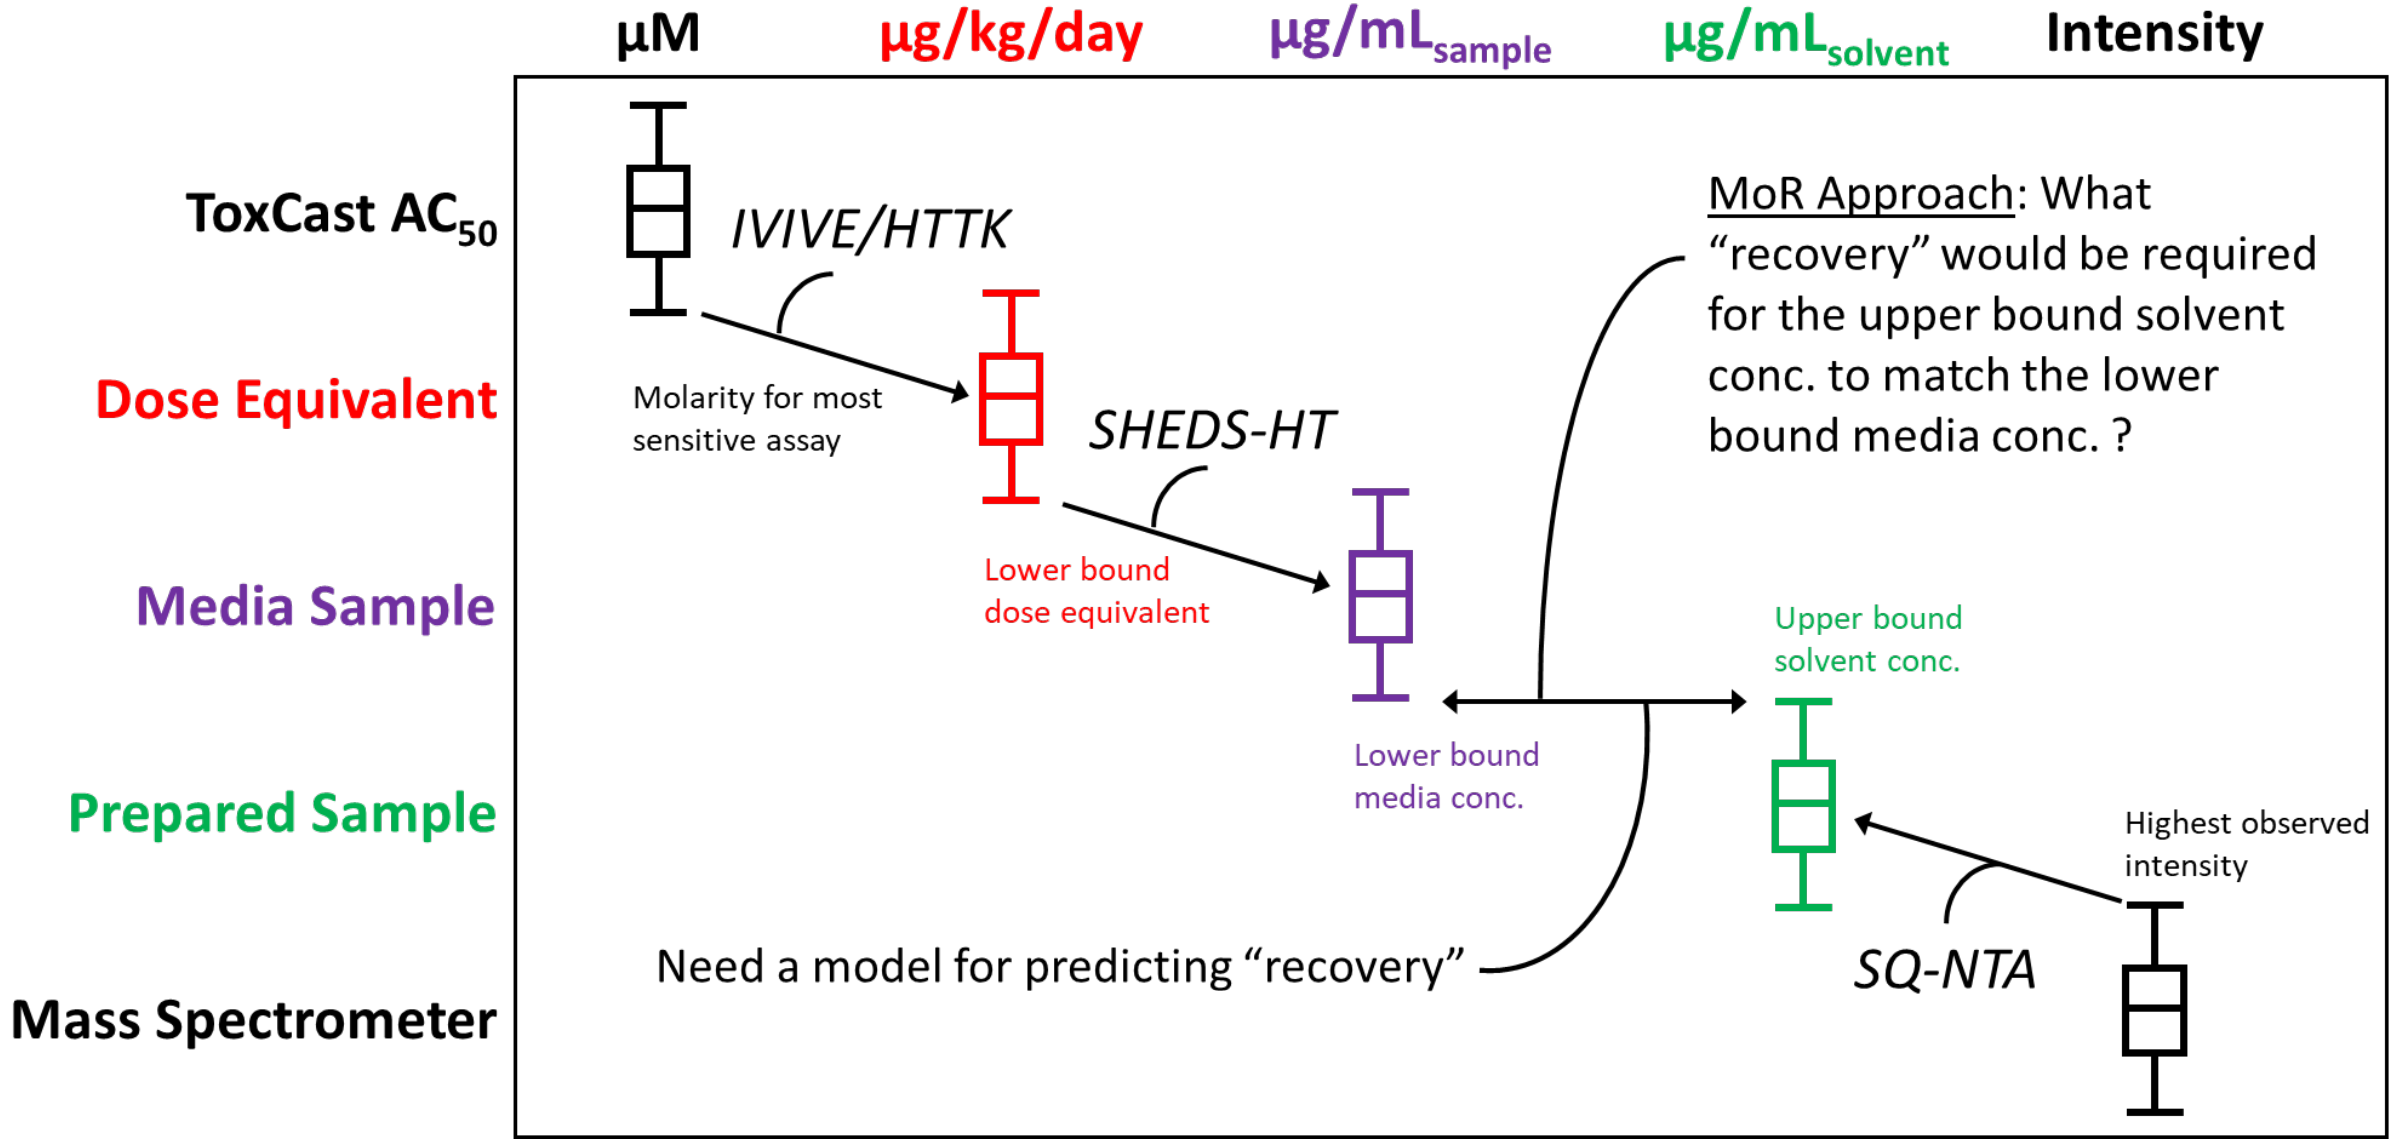 µM
µg/kg/day
µg/mLsample
µg/mLsolvent
Intensity
ToxCast AC50
Dose Equivalent
Media Sample
Prepared Sample
Mass Spectrometer
IVIVE/HTTK
Molarity for most
sensitive assay
SHEDS-HT
Lower bound
dose equivalent
MoR Approach: What
“recovery” would be required
for the upper bound solvent
conc. to match the lower
bound media conc. ?
Upper bound
solvent conc.
Lower bound
media conc.
Highest observed
intensity
SQ-NTA
Need a model for predicting “recovery”